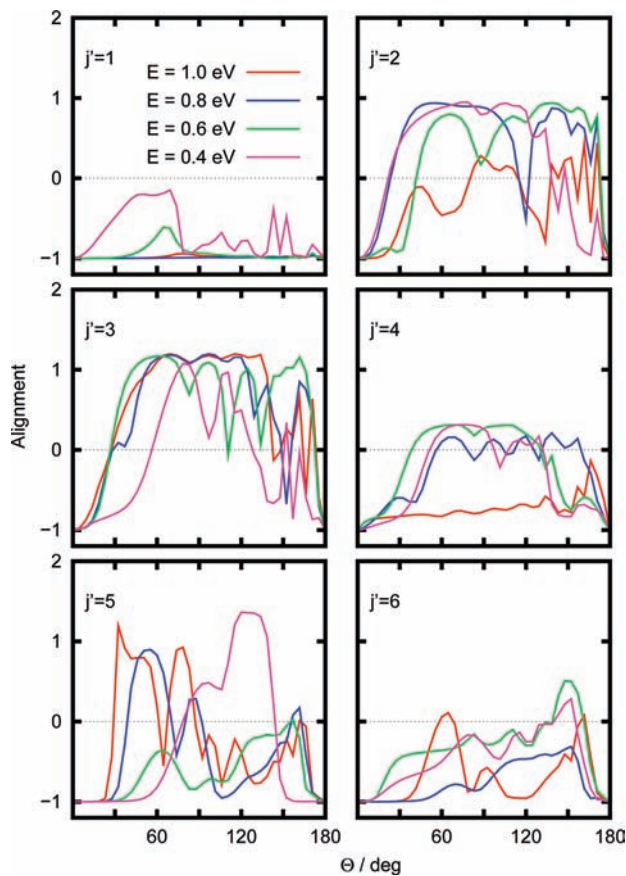 2
j'=1
j'=2
E = 1.0 eV
1
E = 0.8 eV
E = 0.6 eV
0
E = 0.4 eV
−1
2
j'=3
j'=4
1
Alignment
0
−1
2
j'=5
j'=6
1
0
−1
60 120 180 60 120 180
Θ / deg